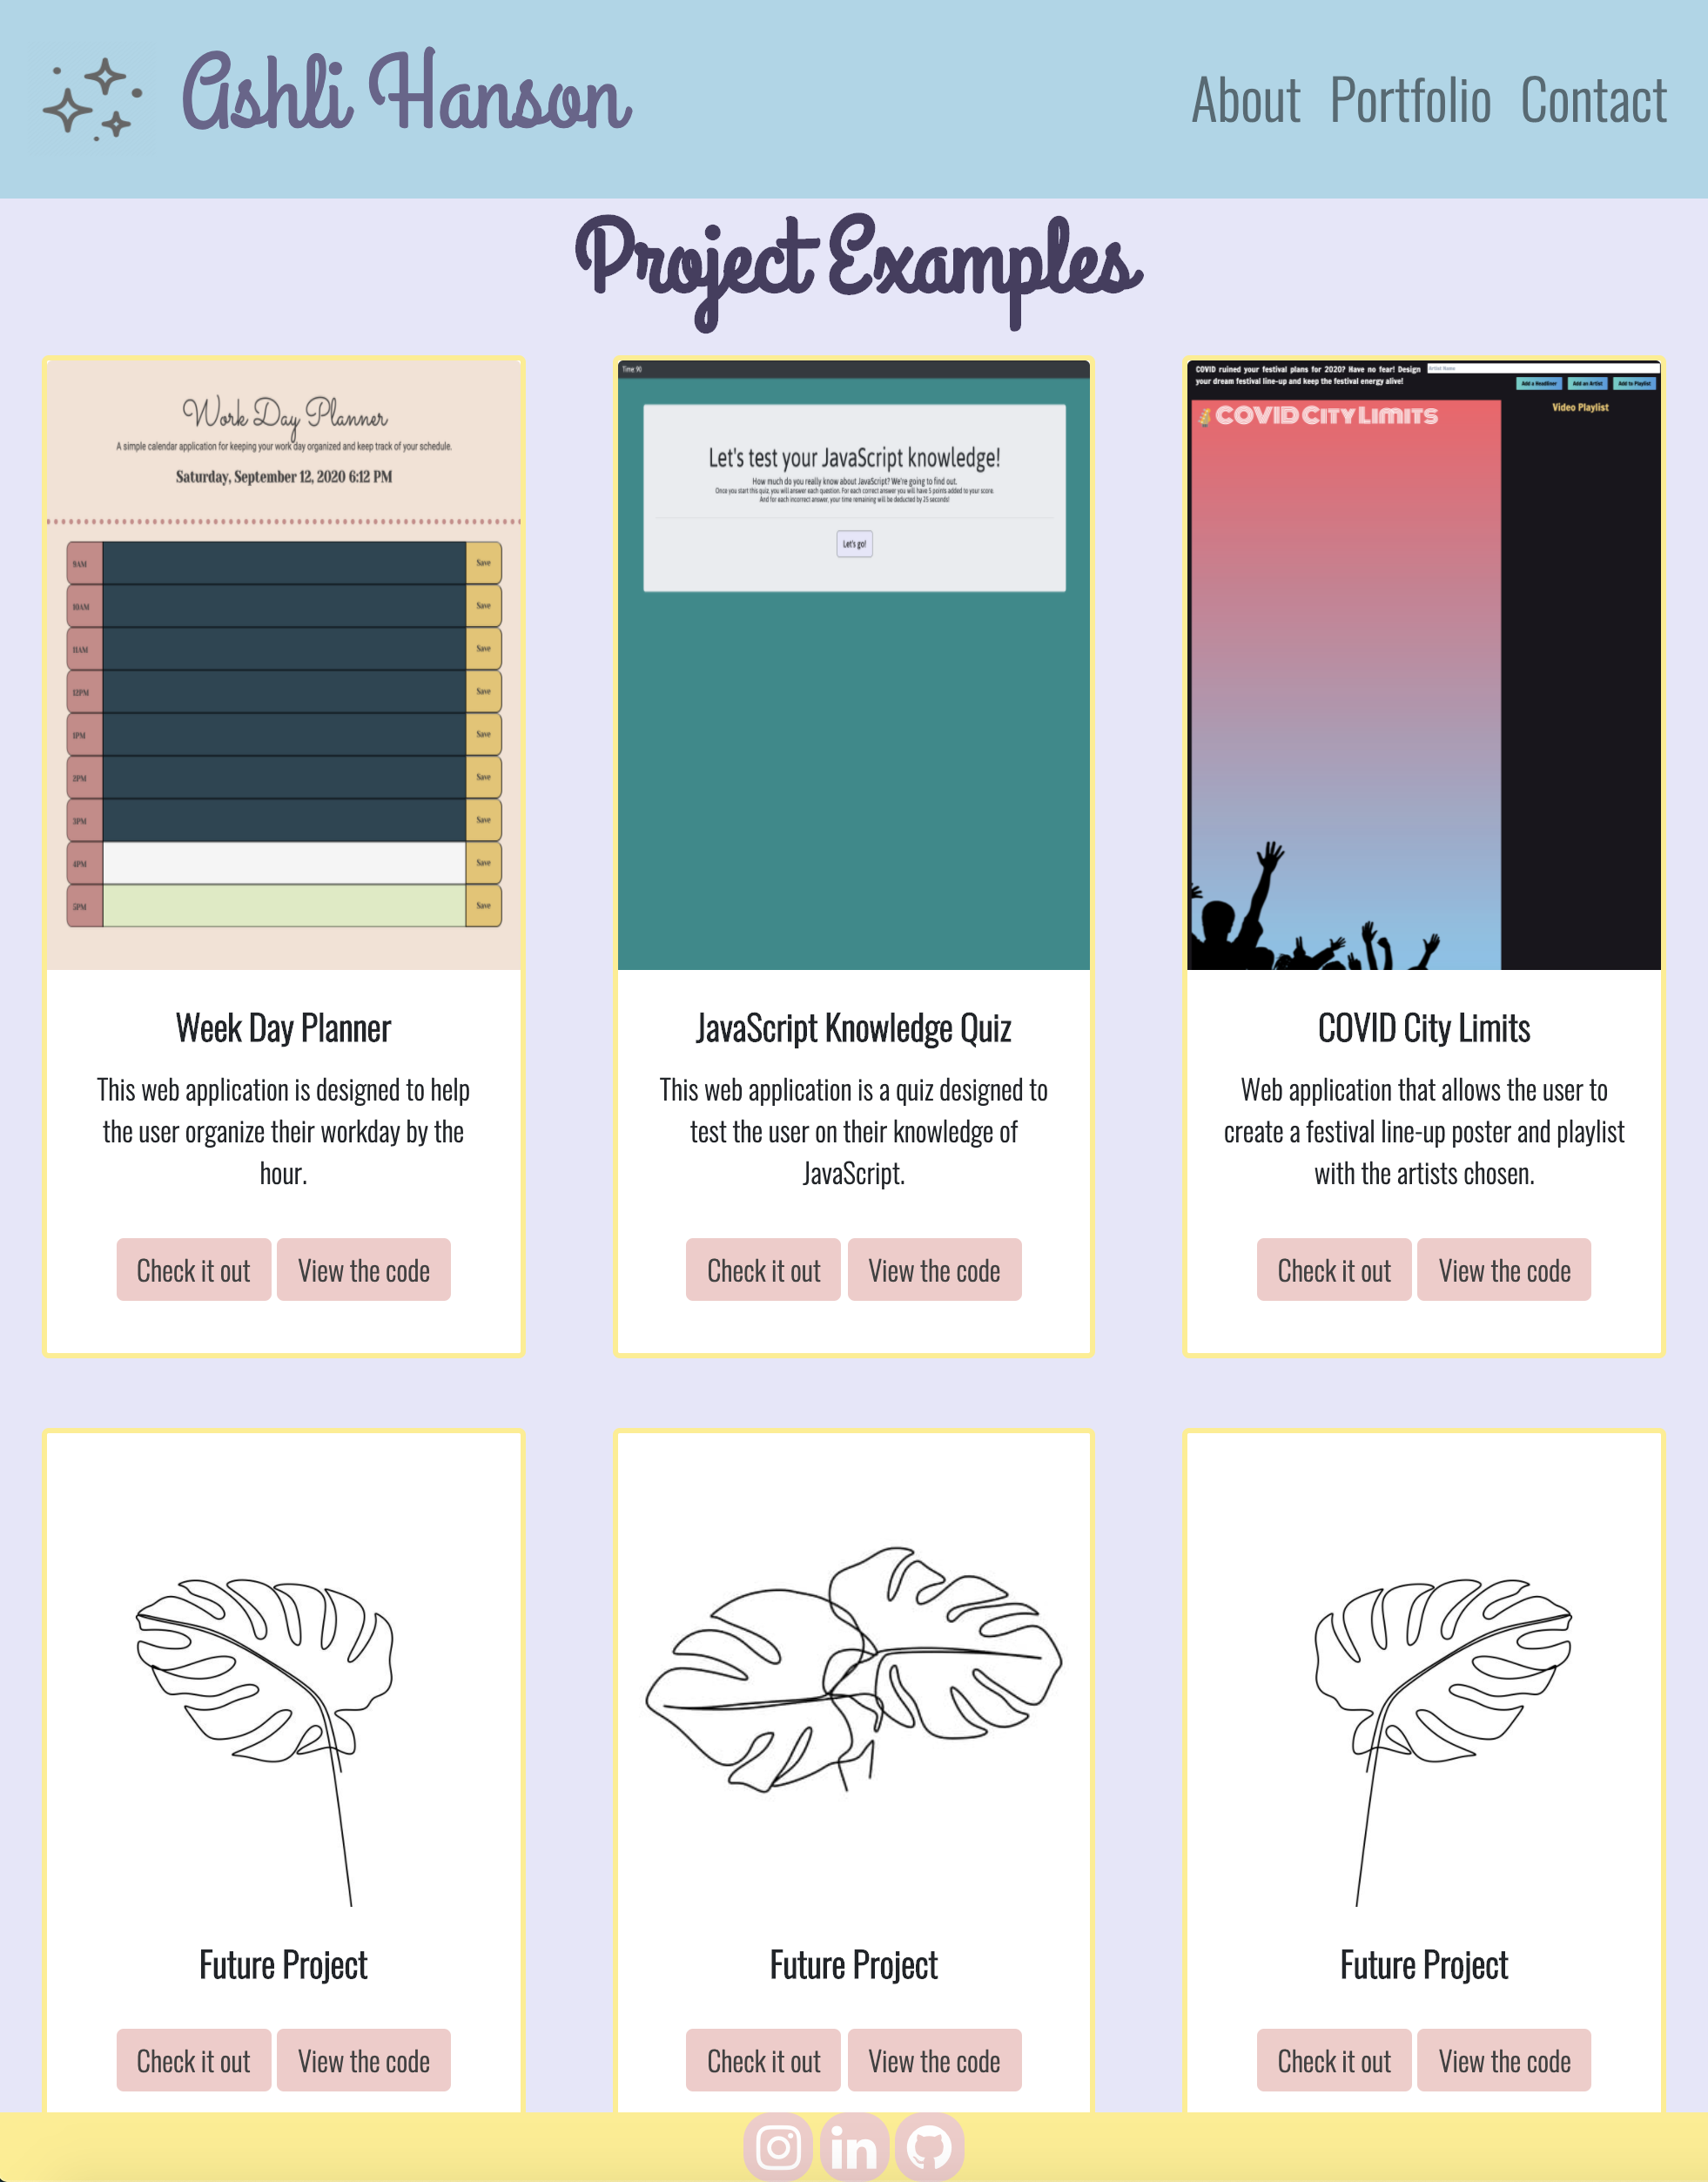 Ashli Hanson
About Portfolio Contact
Project Examples
Work Day Planner
A simple calendar application for keeping your work day organized and keep track of your schedule.
Saturday, September 12, 2020 6:12 PM
9AM Save
10AM Save
11AM Save
12PM Save
1PM Save
2PM Save
3PM Save
4PM Save
5PM Save
Week Day Planner
This web application is designed to help
the user organize their workday by the
hour.
Check it out View the code
Time 90
Let's test your JavaScript knowledge!
How much do you really know about JavaScript? We're going to find out.
Once you start this quiz, you will answer each question. For each correct answer you will have 5 points added to your score.
And for each incorrect answer, your time remaining will be deducted by 25 seconds!
Let's go!
JavaScript Knowledge Quiz
This web application is a quiz designed to
test the user on their knowledge of
JavaScript.
Check it out View the code
COVID ruined your festival plans for 2020? Have no fear! Design
your dream festival line-up and keep the festival energy alive!
Artist Name
Add a Headliner Add an Artist Add to Playlist
COVID CITY LIMITS
Video Playlist
COVID City Limits
Web application that allows the user to
create a festival line-up poster and playlist
with the artists chosen.
Check it out View the code
Future Project
Check it out View the code
Future Project
Check it out View the code
Future Project
Check it out View the code
in